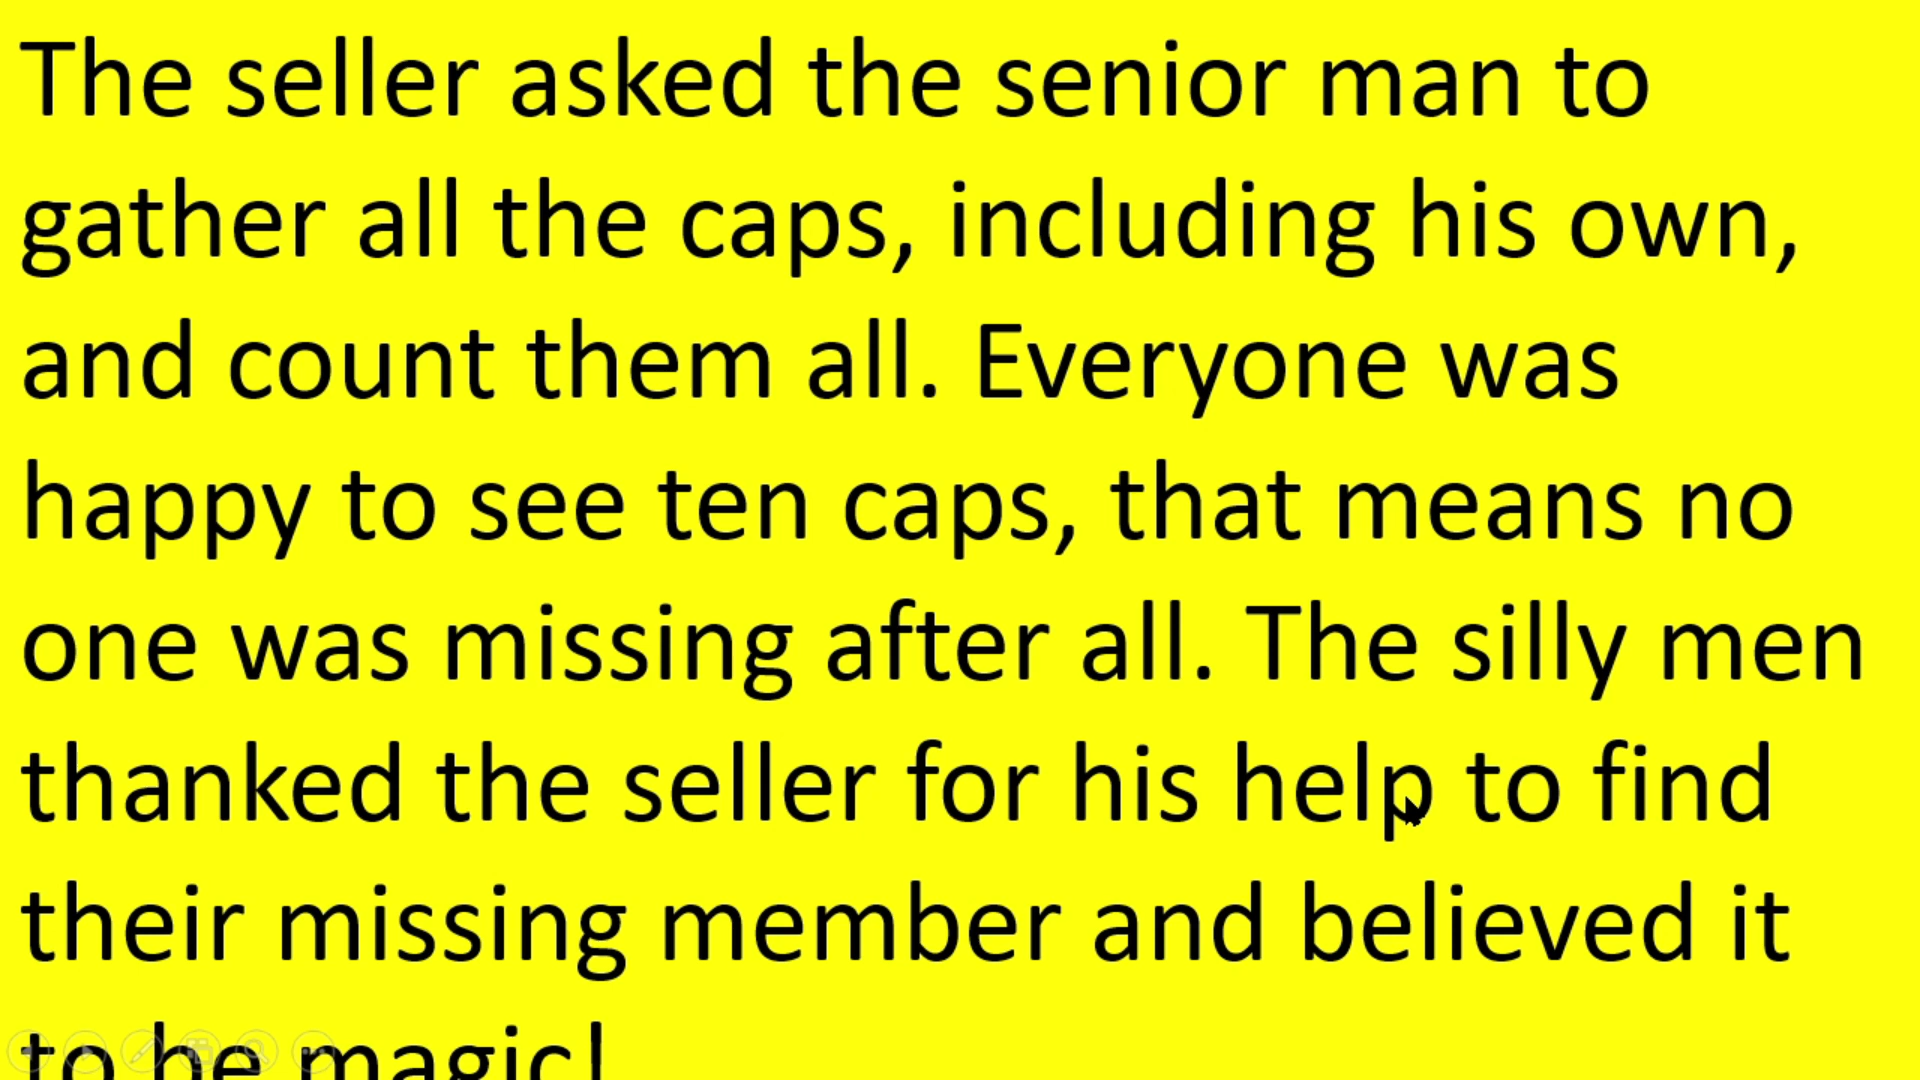 The seller asked the senior man to
gather all the caps, including his own,
and count them all. Everyone was
happy to see ten caps, that means no
one was missing after all. The silly men
thanked the seller for his help to find
their missing member and believed it
to be magic!